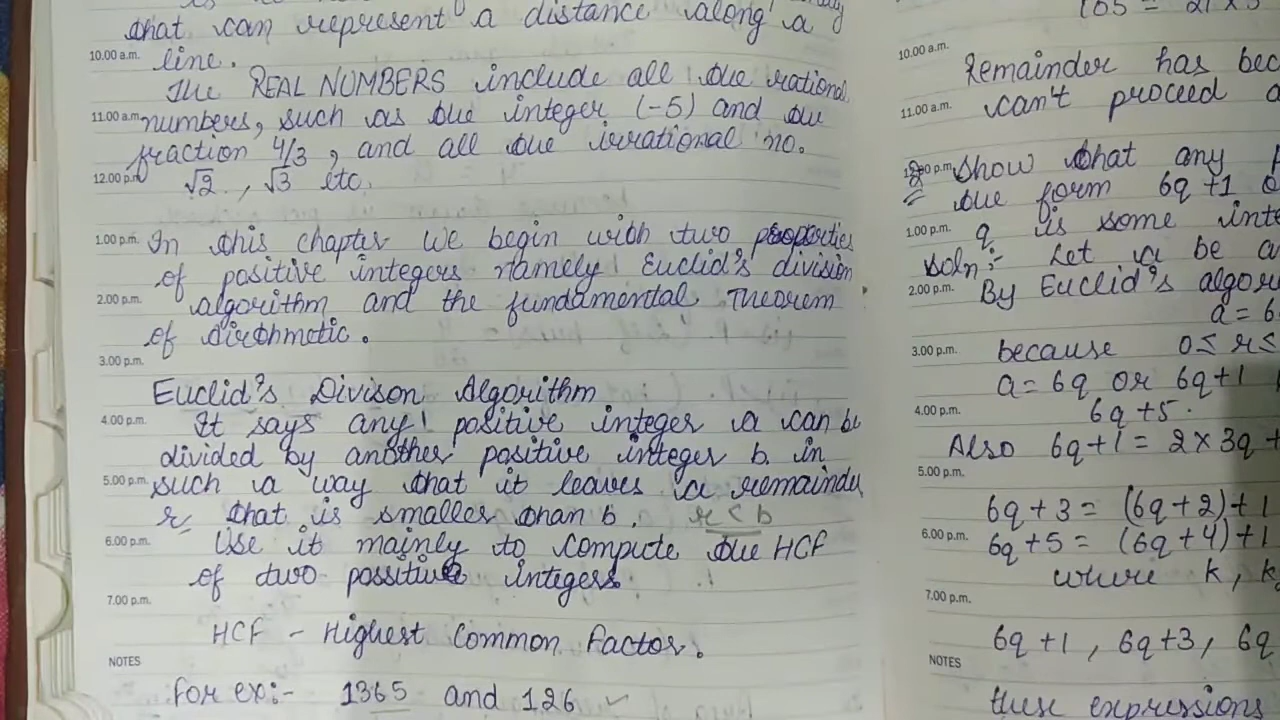 that can represent a distance along a
10.00 a.m. line.
The REAL NUMBERS include all the rational
11.00 a.m. numbers, such as the integer (-5) and the
fraction 4/3, and all the irrational no.
12.00 p.m. √2, √3 etc.
1.00 p.m. In this chapter we begin with two properties
of positive integers namely Euclid's division
2.00 p.m. algorithm and the fundamental Theorem
of airthmetic.
3.00 p.m.
Euclid's Divison Algorithm
4.00 p.m. It says any positive integer a can be
divided by another positive integer b in
5.00 p.m. such a way that it leaves a remainder
r that is smaller than b. r < b
6.00 p.m. Use it mainly to compute the HCF
of two possitive integers.
7.00 p.m.
HCF - Highest Common Factor.
NOTES
For ex:- 1365 and 126 ✓
105 = 21 x 5
10.00 a.m. Remainder has
11.00 a.m. can't proceed
12.00 p.m. Show that any
the form 6q + 1
1.00 p.m. q is some
soln:- Let a be a
2.00 p.m. By Euclid's
a = 6
3.00 p.m. because 0 ≤ r ≤
a = 6q or 6q+1
4.00 p.m. 6q + 5.
Also 6q+1 = 2 x 3q +
5.00 p.m.
6q + 3 = (6q + 2) + 1
6.00 p.m. 6q + 5 = (6q + 4) + 1
where k, k
7.00 p.m.
6q + 1, 6q + 3, 6q
NOTES
these expressions